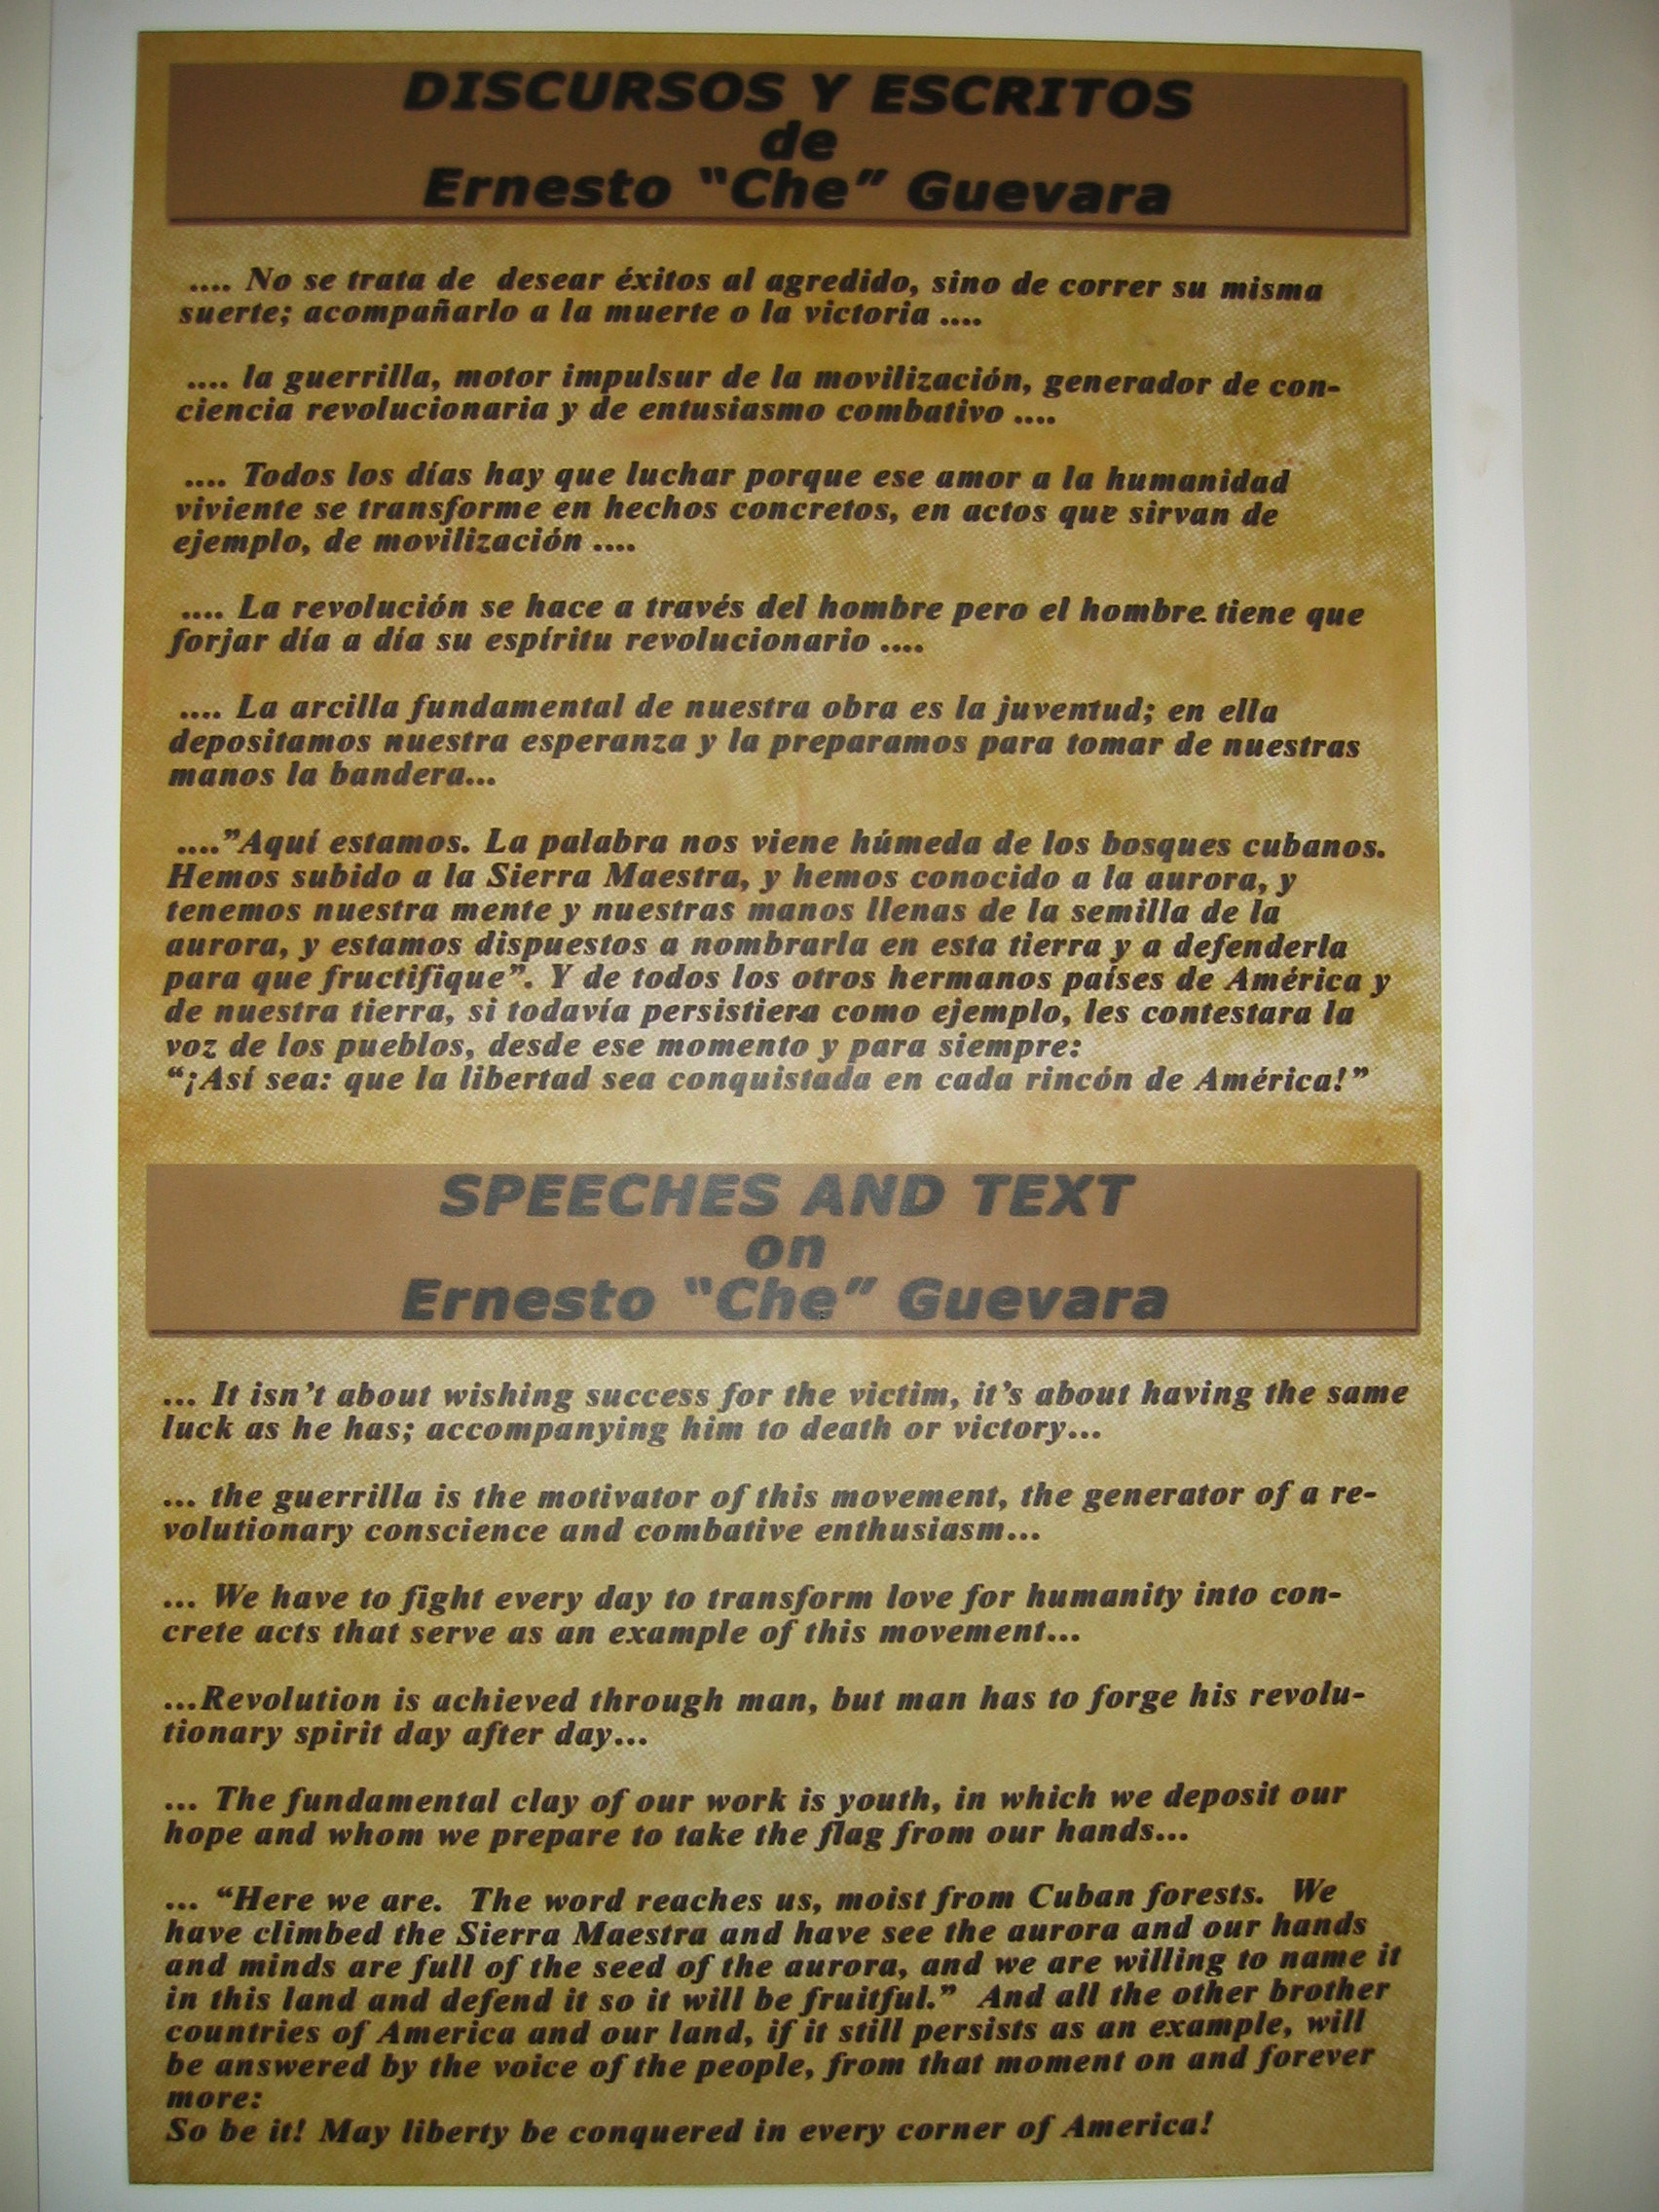 DISCURSOS Y ESCRITOS
de
Ernesto "Che" Guevara
.... No se trata de desear éxitos al agredido, sino de correr su misma
suerte; acompañarlo a la muerte o la victoria ....
.... la guerrilla, motor impulsur de la movilización, generador de con-
ciencia revolucionaria y de entusiasmo combativo ....
.... Todos los días hay que luchar porque ese amor a la humanidad
viviente se transforme en hechos concretos, en actos que sirvan de
ejemplo, de movilización ....
.... La revolución se hace a través del hombre pero el hombre tiene que
forjar día a día su espíritu revolucionario ....
.... La arcilla fundamental de nuestra obra es la juventud; en ella
depositamos nuestra esperanza y la preparamos para tomar de nuestras
manos la bandera...
...."Aquí estamos. La palabra nos viene húmeda de los bosques cubanos.
Hemos subido a la Sierra Maestra, y hemos conocido a la aurora, y
tenemos nuestra mente y nuestras manos llenas de la semilla de la
aurora, y estamos dispuestos a nombrarla en esta tierra y a defenderla
para que fructifique". Y de todos los otros hermanos países de América y
de nuestra tierra, si todavía persistiera como ejemplo, les contestara la
voz de los pueblos, desde ese momento y para siempre:
"¡Así sea: que la libertad sea conquistada en cada rincón de América!"
SPEECHES AND TEXT
on
Ernesto "Che" Guevara
... It isn't about wishing success for the victim, it's about having the same
luck as he has; accompanying him to death or victory...
... the guerrilla is the motivator of this movement, the generator of a re-
volutionary conscience and combative enthusiasm...
... We have to fight every day to transform love for humanity into con-
crete acts that serve as an example of this movement...
...Revolution is achieved through man, but man has to forge his revolu-
tionary spirit day after day...
... The fundamental clay of our work is youth, in which we deposit our
hope and whom we prepare to take the flag from our hands...
... "Here we are. The word reaches us, moist from Cuban forests. We
have climbed the Sierra Maestra and have see the aurora and our hands
and minds are full of the seed of the aurora, and we are willing to name it
in this land and defend it so it will be fruitful." And all the other brother
countries of America and our land, if it still persists as an example, will
be answered by the voice of the people, from that moment on and forever
more:
So be it! May liberty be conquered in every corner of America!